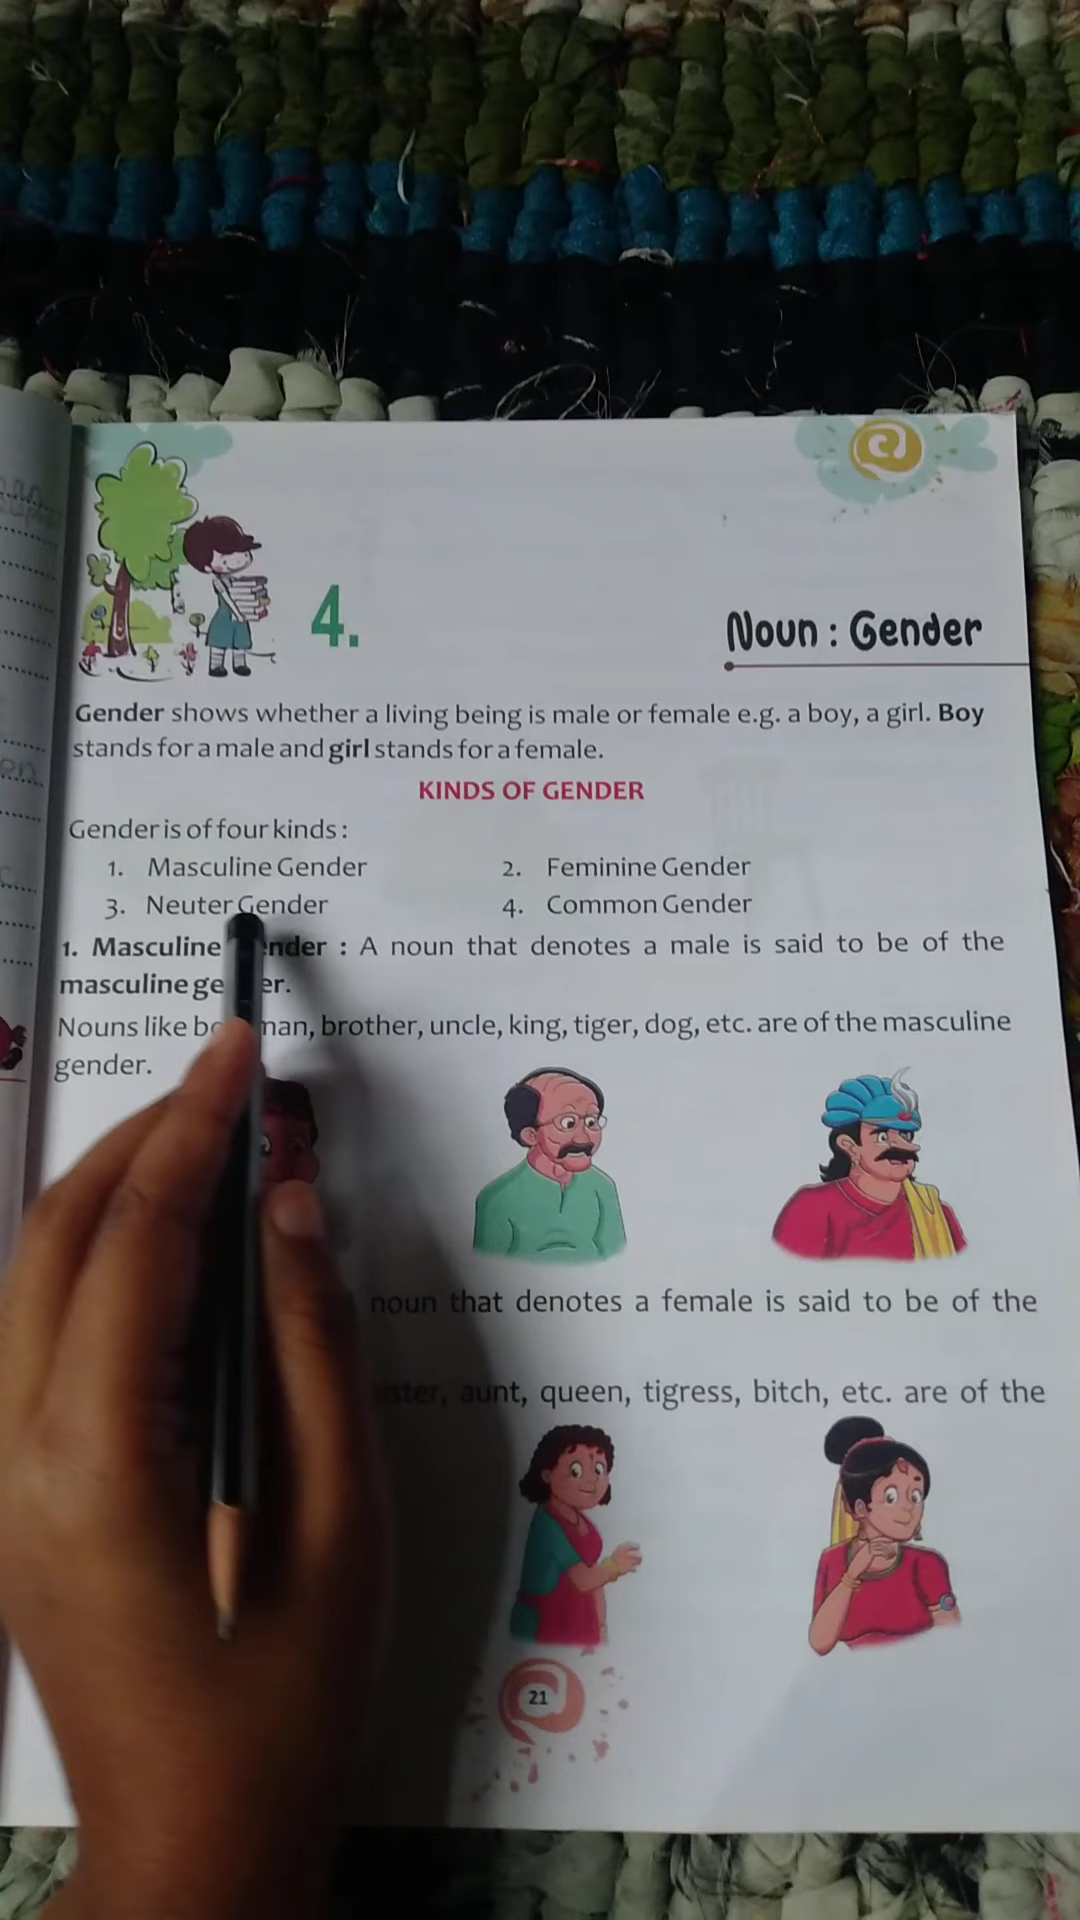 4.
Noun : Gender
Gender shows whether a living being is male or female e.g. a boy, a girl. Boy
stands for a male and girl stands for a female.
KINDS OF GENDER
Gender is of four kinds :
1. Masculine Gender 2. Feminine Gender
3. Neuter Gender 4. Common Gender
1. Masculine : A noun that denotes a male is said to be of the
masculine
Nouns like man, brother, uncle, king, tiger, dog, etc. are of the masculine
gender.
noun that denotes a female is said to be of the
aunt, queen, tigress, bitch, etc. are of the
21